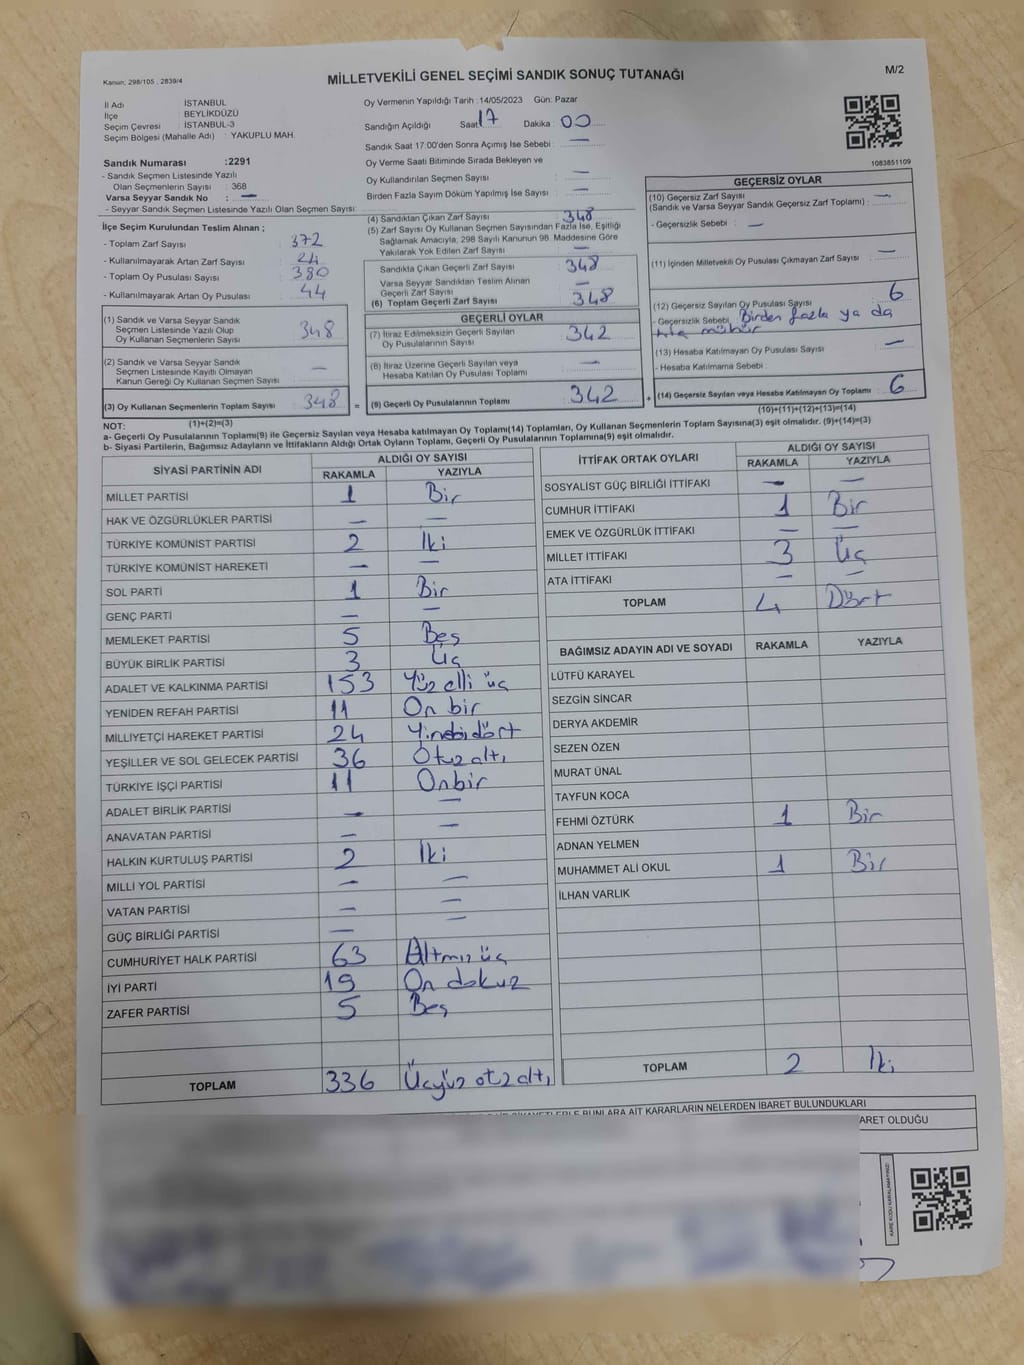 Kanun; 298/105 , 2839/4
MİLLETVEKİLİ GENEL SEÇİMİ SANDIK SONUÇ TUTANAĞI
M/2
İl Adı İSTANBUL
İlçe BEYLİKDÜZÜ
Seçim Çevresi : İSTANBUL-3
Seçim Bölgesi (Mahalle Adı) : YAKUPLU MAH.
Oy Vermenin Yapıldığı Tarih : 14/05/2023 Gün: Pazar
Sandığın Açıldığı Saat 17 Dakika : 00
Sandık Saat 17:00'den Sonra Açımış İse Sebebi : —
Oy Verme Saati Bitiminde Sırada Bekleyen ve
Oy Kullandırılan Seçmen Sayısı —
Birden Fazla Sayım Döküm Yapılmış İse Sayısı : —
1083851109
Sandık Numarası :2291
- Sandık Seçmen Listesinde Yazılı
Olan Seçmenlerin Sayısı : 368
Varsa Seyyar Sandık No : —
- Seyyar Sandık Seçmen Listesinde Yazılı Olan Seçmen Sayısı:
İlçe Seçim Kurulundan Teslim Alınan ;
- Toplam Zarf Sayısı : 372
- Kullanılmayarak Artan Zarf Sayısı : 24
- Toplam Oy Pusulası Sayısı : 380
- Kullanılmayarak Artan Oy Pusulası : 44
(1) Sandık ve Varsa Seyyar Sandık
Seçmen Listesinde Yazılı Olup
Oy Kullanan Seçmenlerin Sayısı : 348
(2) Sandık ve Varsa Seyyar Sandık
Seçmen Listesinde Kayıtlı Olmayan
Kanun Gereği Oy Kullanan Seçmen Sayısı : —
(3) Oy Kullanan Seçmenlerin Toplam Sayısı : 348 =
(1)+(2)=(3)
(4) Sandıktan Çıkan Zarf Sayısı : 348
(5) Zarf Sayısı Oy Kullanan Seçmen Sayısından Fazla İse, Eşitliği
Sağlamak Amacıyla, 298 Sayılı Kanunun 98. Maddesine Göre
Yakılarak Yok Edilen Zarf Sayısı : —
Sandıkta Çıkan Geçerli Zarf Sayısı : 348
Varsa Seyyar Sandıktan Teslim Alınan
Geçerli Zarf Sayısı : —
(6) Toplam Geçerli Zarf Sayısı : 348
GEÇERLİ OYLAR
(7) İtiraz Edilmeksizin Geçerli Sayılan
Oy Pusulalarının Sayısı : 342
(8) İtiraz Üzerine Geçerli Sayılan veya
Hesaba Katılan Oy Pusulası Toplamı : —
(9) Geçerli Oy Pusulalarının Toplamı : 342 +
GEÇERSİZ OYLAR
(10) Geçersiz Zarf Sayısı
(Sandık ve Varsa Seyyar Sandık Geçersiz Zarf Toplamı) : —
- Geçersizlik Sebebi : —
(11) İçinden Milletvekili Oy Pusulası Çıkmayan Zarf Sayısı : —
(12) Geçersiz Sayılan Oy Pusulası Sayısı : 6
- Geçersizlik Sebebi : Birden fazla ya da
mühür
(13) Hesaba Katılmayan Oy Pusulası Sayısı : —
- Hesaba Katılmama Sebebi :
(14) Geçersiz Sayılan veya Hesaba Katılmayan Oy Toplamı : 6
(10)+(11)+(12)+(13)=(14)
NOT:
a- Geçerli Oy Pusulalarının Toplamı(9) ile Geçersiz Sayılan veya Hesaba katılmayan Oy Toplamı(14) Toplamları, Oy Kullanan Seçmenlerin Toplam Sayısına(3) eşit olmalıdır. (9)+(14)=(3)
b- Siyasi Partilerin, Bağımsız Adayların ve İttifakların Aldığı Ortak Oyların Toplamı, Geçerli Oy Pusulalarının Toplamına(9) eşit olmalıdır.
SİYASİ PARTİNİN ADI ALDIĞI OY SAYISI
RAKAMLA YAZIYLA
MİLLET PARTİSİ 1 Bir
HAK VE ÖZGÜRLÜKLER PARTİSİ — —
TÜRKİYE KOMÜNİST PARTİSİ 2 İki
TÜRKİYE KOMÜNİST HAREKETİ — —
SOL PARTİ 1 Bir
GENÇ PARTİ — —
MEMLEKET PARTİSİ 5 Beş
BÜYÜK BİRLİK PARTİSİ 3 Üç
ADALET VE KALKINMA PARTİSİ 153 Yüz elli üç
YENİDEN REFAH PARTİSİ 11 On bir
MİLLİYETÇİ HAREKET PARTİSİ 24 Yirmidört
YEŞİLLER VE SOL GELECEK PARTİSİ 36 Otuz altı
TÜRKİYE İŞÇİ PARTİSİ 11 Onbir
ADALET BİRLİK PARTİSİ — —
ANAVATAN PARTİSİ — —
HALKIN KURTULUŞ PARTİSİ 2 İki
MİLLİ YOL PARTİSİ — —
VATAN PARTİSİ — —
GÜÇ BİRLİĞİ PARTİSİ — —
CUMHURİYET HALK PARTİSİ 63 Altmış üç
İYİ PARTİ 19 On dokuz
ZAFER PARTİSİ 5 Beş
TOPLAM 336 Üçyüz otz altı
İTTİFAK ORTAK OYLARI ALDIĞI OY SAYISI
RAKAMLA YAZIYLA
SOSYALİST GÜÇ BİRLİĞİ İTTİFAKI — —
CUMHUR İTTİFAKI 1 Bir
EMEK VE ÖZGÜRLÜK İTTİFAKI — —
MİLLET İTTİFAKI 3 Üç
ATA İTTİFAKI — —
TOPLAM 4 Dört
BAĞIMSIZ ADAYIN ADI VE SOYADI RAKAMLA YAZIYLA
LÜTFÜ KARAYEL
SEZGİN SİNCAR
DERYA AKDEMİR
SEZEN ÖZEN
MURAT ÜNAL
TAYFUN KOCA
FEHMİ ÖZTÜRK 1 Bir
ADNAN YELMEN
MUHAMMET ALİ OKUL 1 Bir
İLHAN VARLIK
TOPLAM 2 İki
BUNLARA AİT KARARLARIN NELERDEN İBARET BULUNDUKLARI
ARET OLDUĞU
KARE KODU KARALAMAYINIZ!